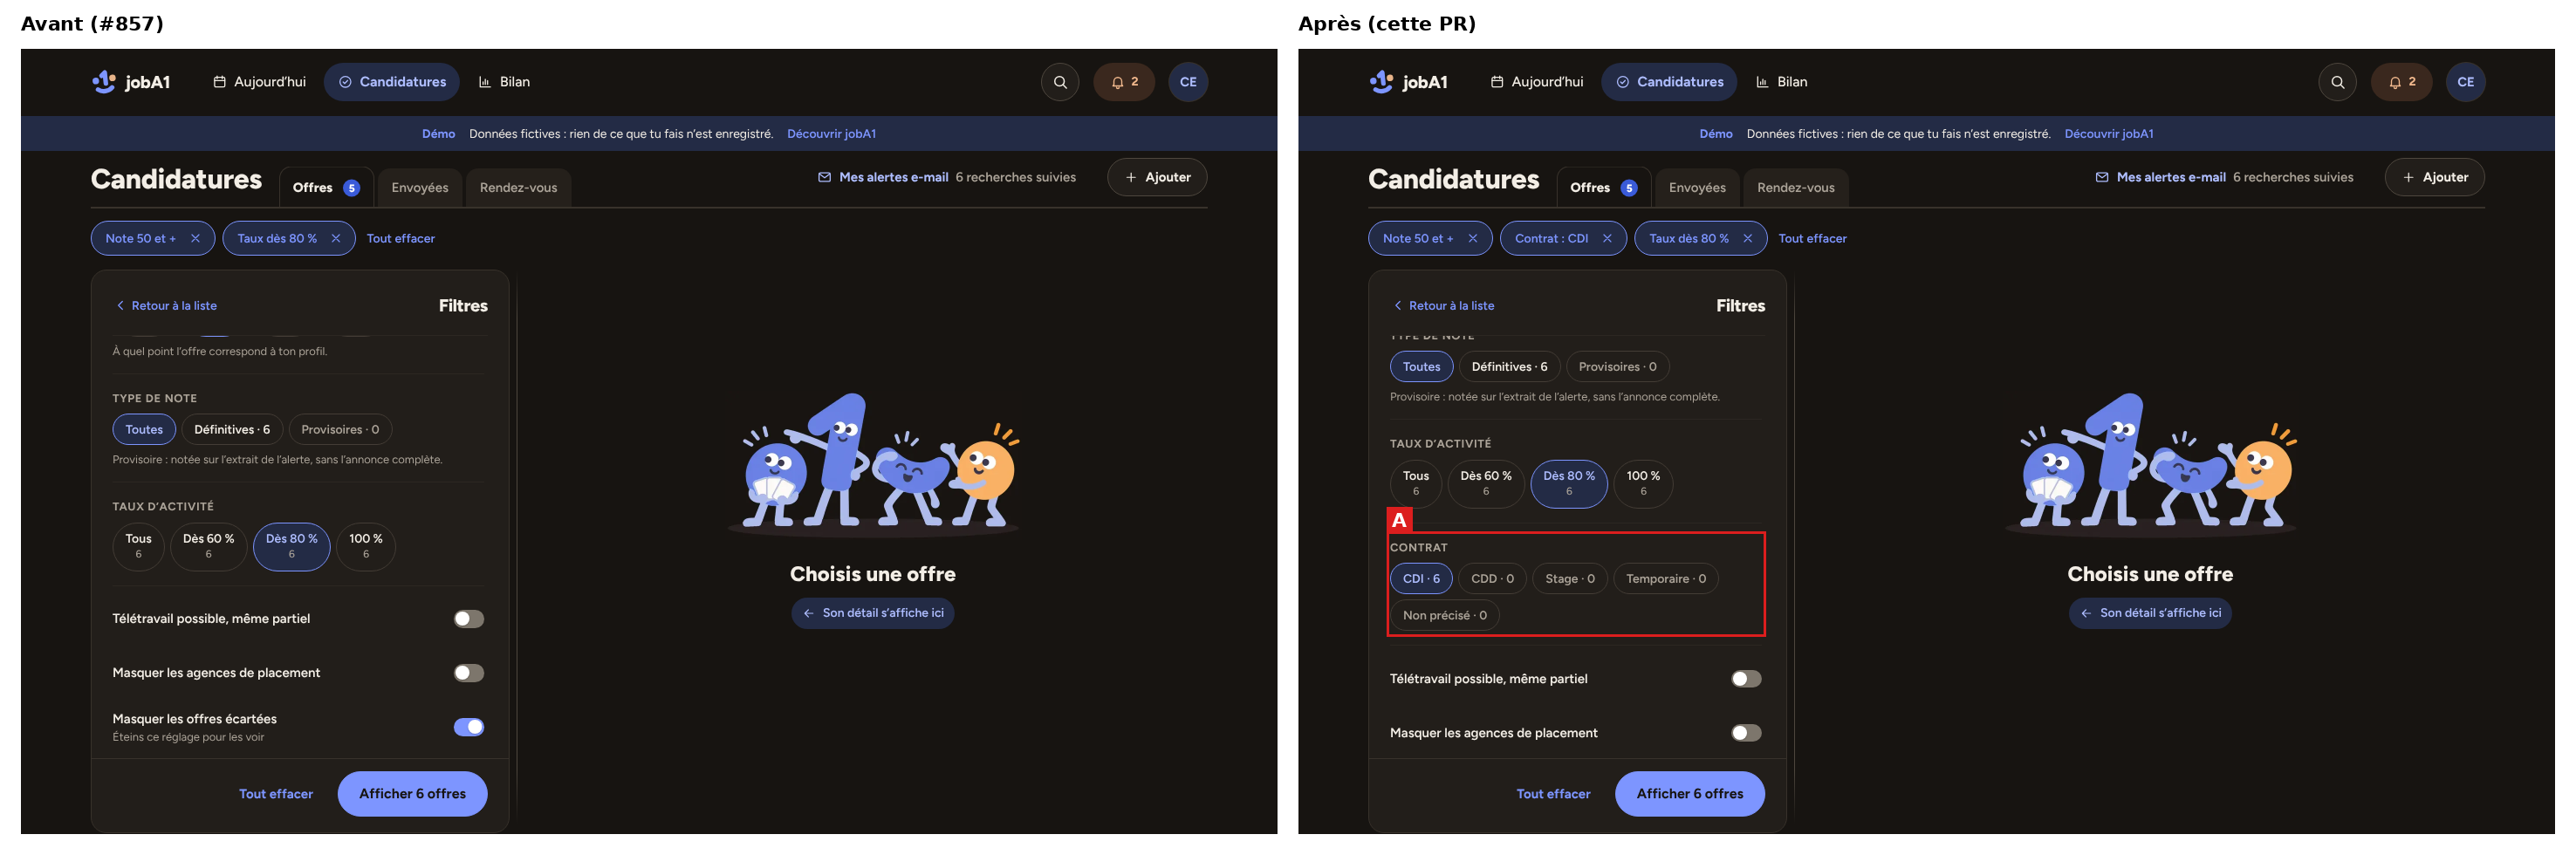 Avant (#857)
jobA1
Aujourd’hui
Candidatures
Bilan
2
CE
Démo Données fictives : rien de ce que tu fais n’est enregistré. Découvrir jobA1
Candidatures
Offres 5
Envoyées
Rendez-vous
Mes alertes e-mail 6 recherches suivies
Ajouter
Note 50 et +
Taux dès 80 %
Tout effacer
Retour à la liste
Filtres
À quel point l’offre correspond à ton profil.
TYPE DE NOTE
Toutes
Définitives · 6
Provisoires · 0
Provisoire : notée sur l’extrait de l’alerte, sans l’annonce complète.
TAUX D’ACTIVITÉ
Tous
6
Dès 60 %
6
Dès 80 %
6
100 %
6
Télétravail possible, même partiel
Masquer les agences de placement
Masquer les offres écartées
Éteins ce réglage pour les voir
Tout effacer
Afficher 6 offres
Choisis une offre
Son détail s’affiche ici
Après (cette PR)
jobA1
Aujourd’hui
Candidatures
Bilan
2
CE
Démo Données fictives : rien de ce que tu fais n’est enregistré. Découvrir jobA1
Candidatures
Offres 5
Envoyées
Rendez-vous
Mes alertes e-mail 6 recherches suivies
Ajouter
Note 50 et +
Contrat : CDI
Taux dès 80 %
Tout effacer
Retour à la liste
Filtres
TYPE DE NOTE
Toutes
Définitives · 6
Provisoires · 0
Provisoire : notée sur l’extrait de l’alerte, sans l’annonce complète.
TAUX D’ACTIVITÉ
Tous
6
Dès 60 %
6
Dès 80 %
6
100 %
6
A
CONTRAT
CDI · 6
CDD · 0
Stage · 0
Temporaire · 0
Non précisé · 0
Télétravail possible, même partiel
Masquer les agences de placement
Tout effacer
Afficher 6 offres
Choisis une offre
Son détail s’affiche ici